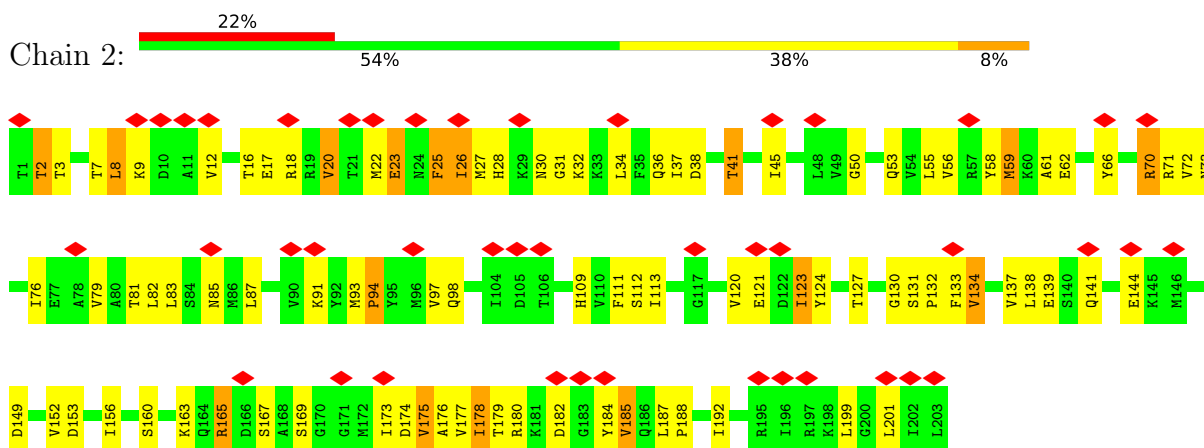 22%
Chain 2:
54% 38% 8%
T1 T2 T3 T7 L8 K9 D10 A11 V12 T16 E17 R18 R19 V20 T21 M22 E23 N24 F25 I26 M27 H28 K29 N30 G31 K32 K33 L34 F35 Q36 I37 D38 T41 I45 L48 V49 G50 Q53 V54 L55 V56 R57 Y58 M59 K60 A61 E62 Y66 R70 R71 V72
I76 E77 A78 V79 A80 T81 L82 L83 S84 N85 M86 L87 V90 K91 Y92 M93 P94 Y95 M96 V97 Q98 I104 D105 T106 H109 V110 F111 S112 I113 G117 V120 E121 D122 T123 Y124 T127 G130 S131 P132 F133 V134 V137 L138 E139 S140 Q141 E144 K145 M146
D149 V152 D153 I156 S160 K163 Q164 R165 D166 S167 A168 S169 G170 G171 M172 I173 D174 V175 A176 V177 I178 T179 R180 K181 D182 G183 Y184 V185 Q186 L187 P188 I192 R195 I196 R197 K198 L199 G200 L201 I202 L203